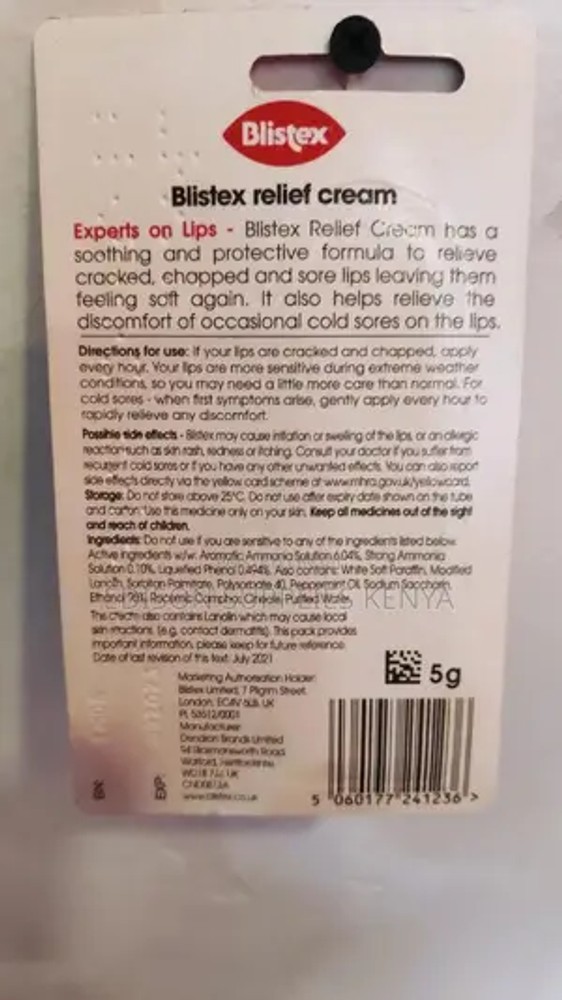 Blistex
Blistex relief cream
Experts on Lips - Blistex Relief Cream has a
soothing and protective formula to relieve
cracked, chapped and sore lips leaving them
feeling soft again. It also helps relieve the
discomfort of occasional cold sores on the lips.
Directions for use: If your lips are cracked and chapped, apply
every hour. Your lips are more sensitive during extreme weather
conditions, so you may need a little more care than normal. For
cold sores - when first symptoms arise, gently apply every hour to
rapidly relieve any discomfort.
Possible side effects - Blistex may cause irritation or swelling of the lips, or an allergic
reaction such as skin rash, redness or itching. Consult your doctor if you suffer from
recurrent cold sores or if you have any other unwanted effects. You can also report
side effects directly via the yellow card scheme at www.mhra.gov.uk/yellowcard.
Storage: Do not store above 25°C. Do not use after expiry date shown on the tube
and carton. Use this medicine only on your skin. Keep all medicines out of the sight
and reach of children.
Ingredients: Do not use if you are sensitive to any of the ingredients listed below.
Active ingredients w/w: Aromatic Ammonia Solution 6.04%, Strong Ammonia
Solution 0.10%, Liquefied Phenol 0.494%. Also contains: White Soft Paraffin, Modified
Lanolin, Sorbitan Palmitate, Polysorbate 40, Peppermint Oil, Sodium Saccharin,
Ethanol Racemic Camphor, Cineole, Purified Water.
KENYA
This also contains Lanolin which may cause local
skin reactions, (e.g. contact dermatitis). This pack provides
important information, please keep for future reference.
Date of last revision of this text: July 2021
5g
Marketing Authorisation Holder:
Blistex Limited, 7 Pilgrim Street,
London, EC4V 6LB, UK
PL 53612/0001
Manufacturer:
Dendron Brands Limited
94 Rickmansworth Road
Watford, Hertfordshire
WD18 7JJ, UK
www.blistex.co.uk
BN:
EXP:
5 060177 241236 >